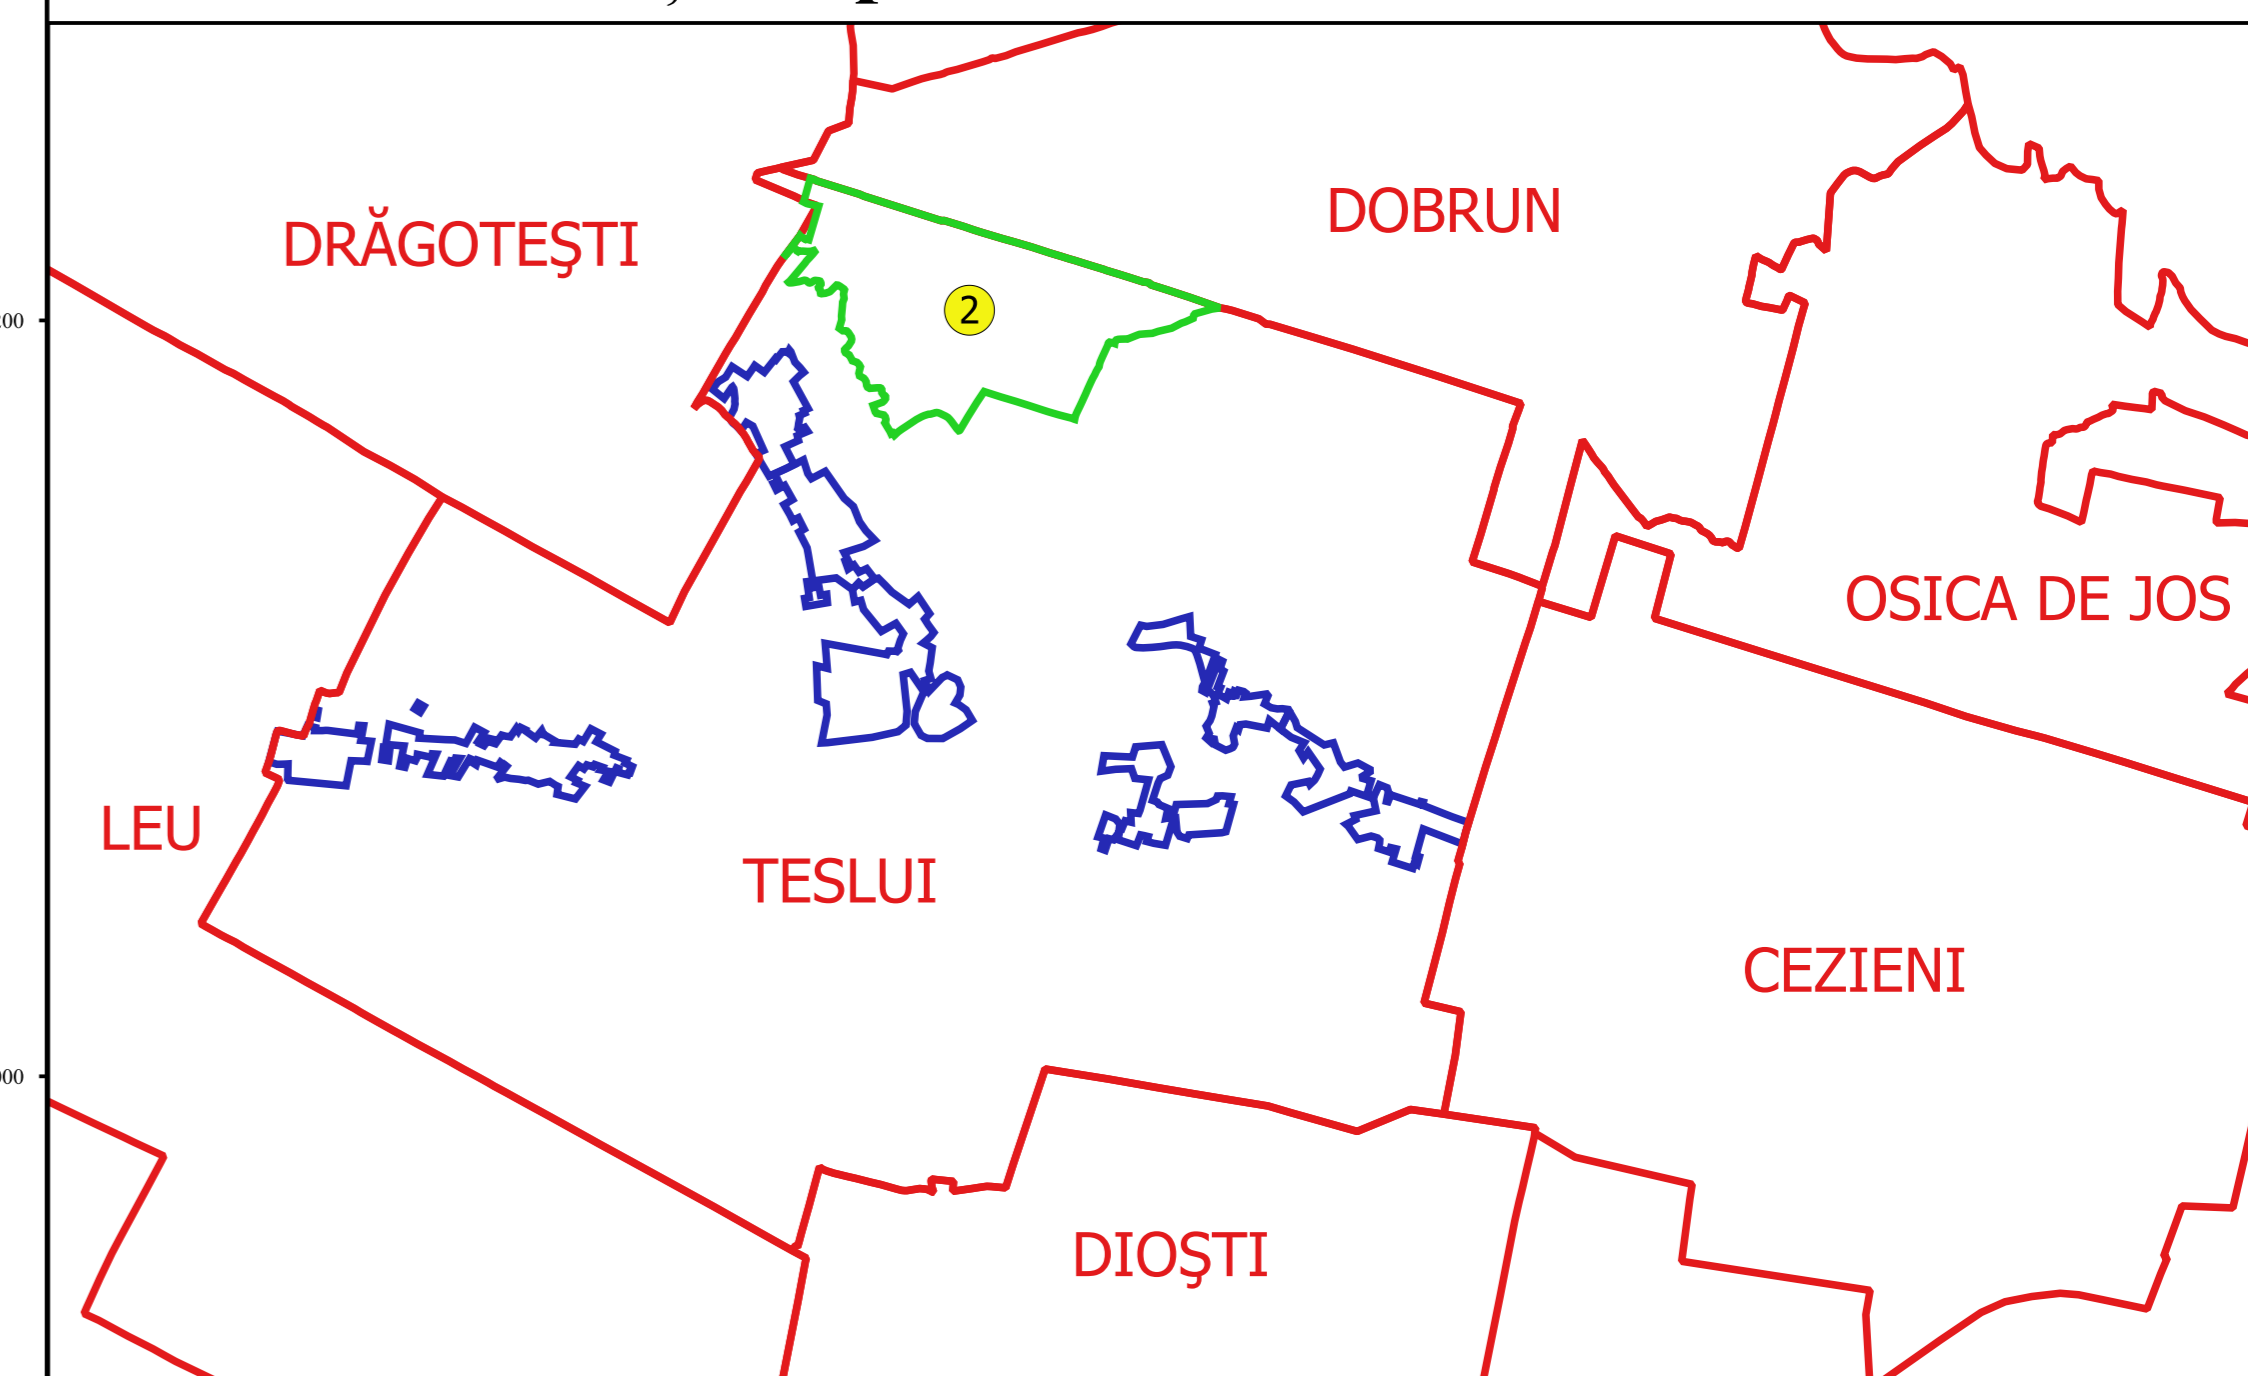 DOBRUN
DRĂGOTEŞTI
2
OSICA DE JOS
LEU
TESLUI
CEZIENI
DIOŞTI